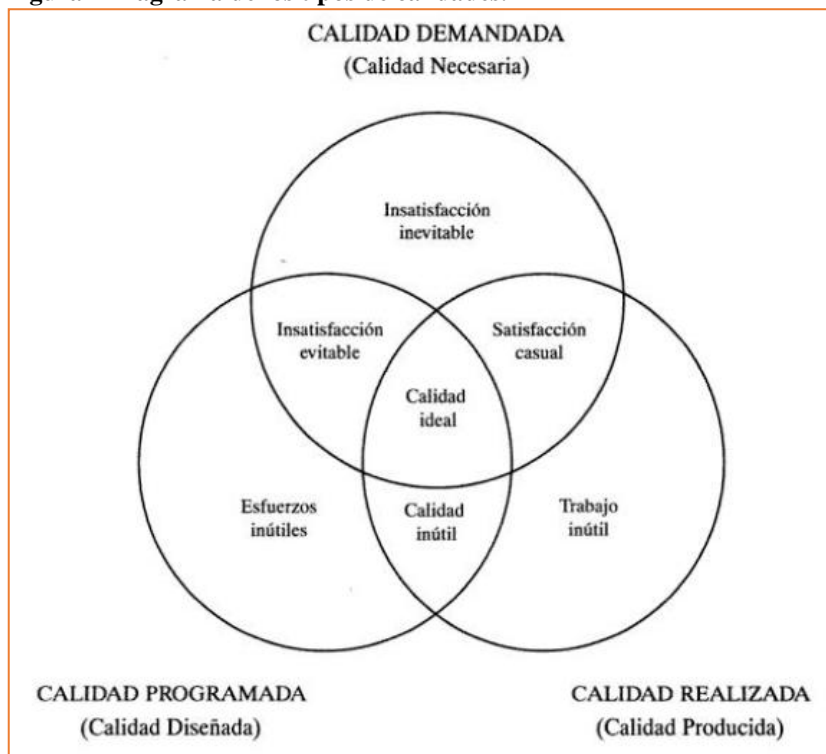 CALIDAD DEMANDADA
(Calidad Necesaria)
Insatisfacción
inevitable
Insatisfacción
evitable
Satisfacción
casual
Calidad
ideal
Esfuerzos
inútiles
Calidad
inútil
Trabajo
inútil
CALIDAD PROGRAMADA
(Calidad Diseñada)
CALIDAD REALIZADA
(Calidad Producida)